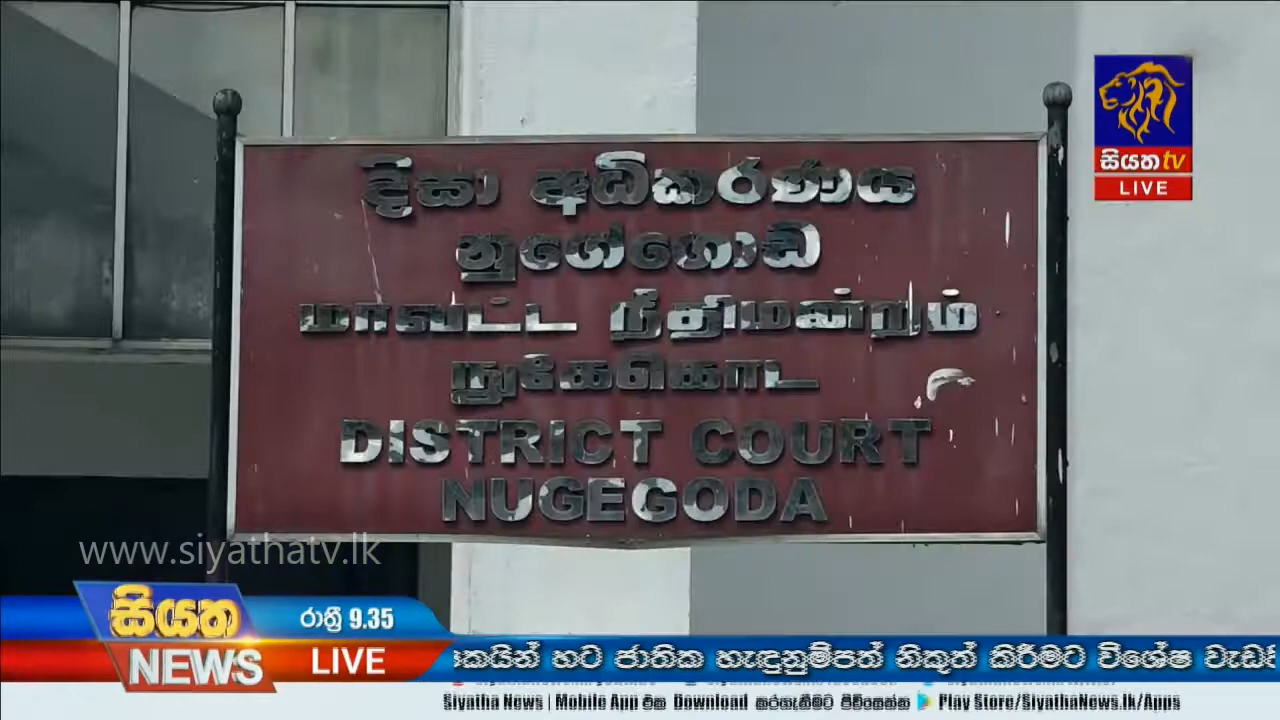 දිසා අධිකරණය
නුගේගොඩ
மாவட்ட நீதிமன்றம்
நுகேகொட
DISTRICT COURT
NUGEGODA
සියත tv
LIVE
www.siyathatv.lk
සියත
NEWS
රාත්‍රී 9.35
LIVE
හට ජාතික හැඳුනුම්පත් නිකුත් කිරීමට විශේෂ
Siyatha News | Mobile App එක Download කරගැනීමට පිවිසෙන්න Play Store/SiyathaNews.lk/Apps